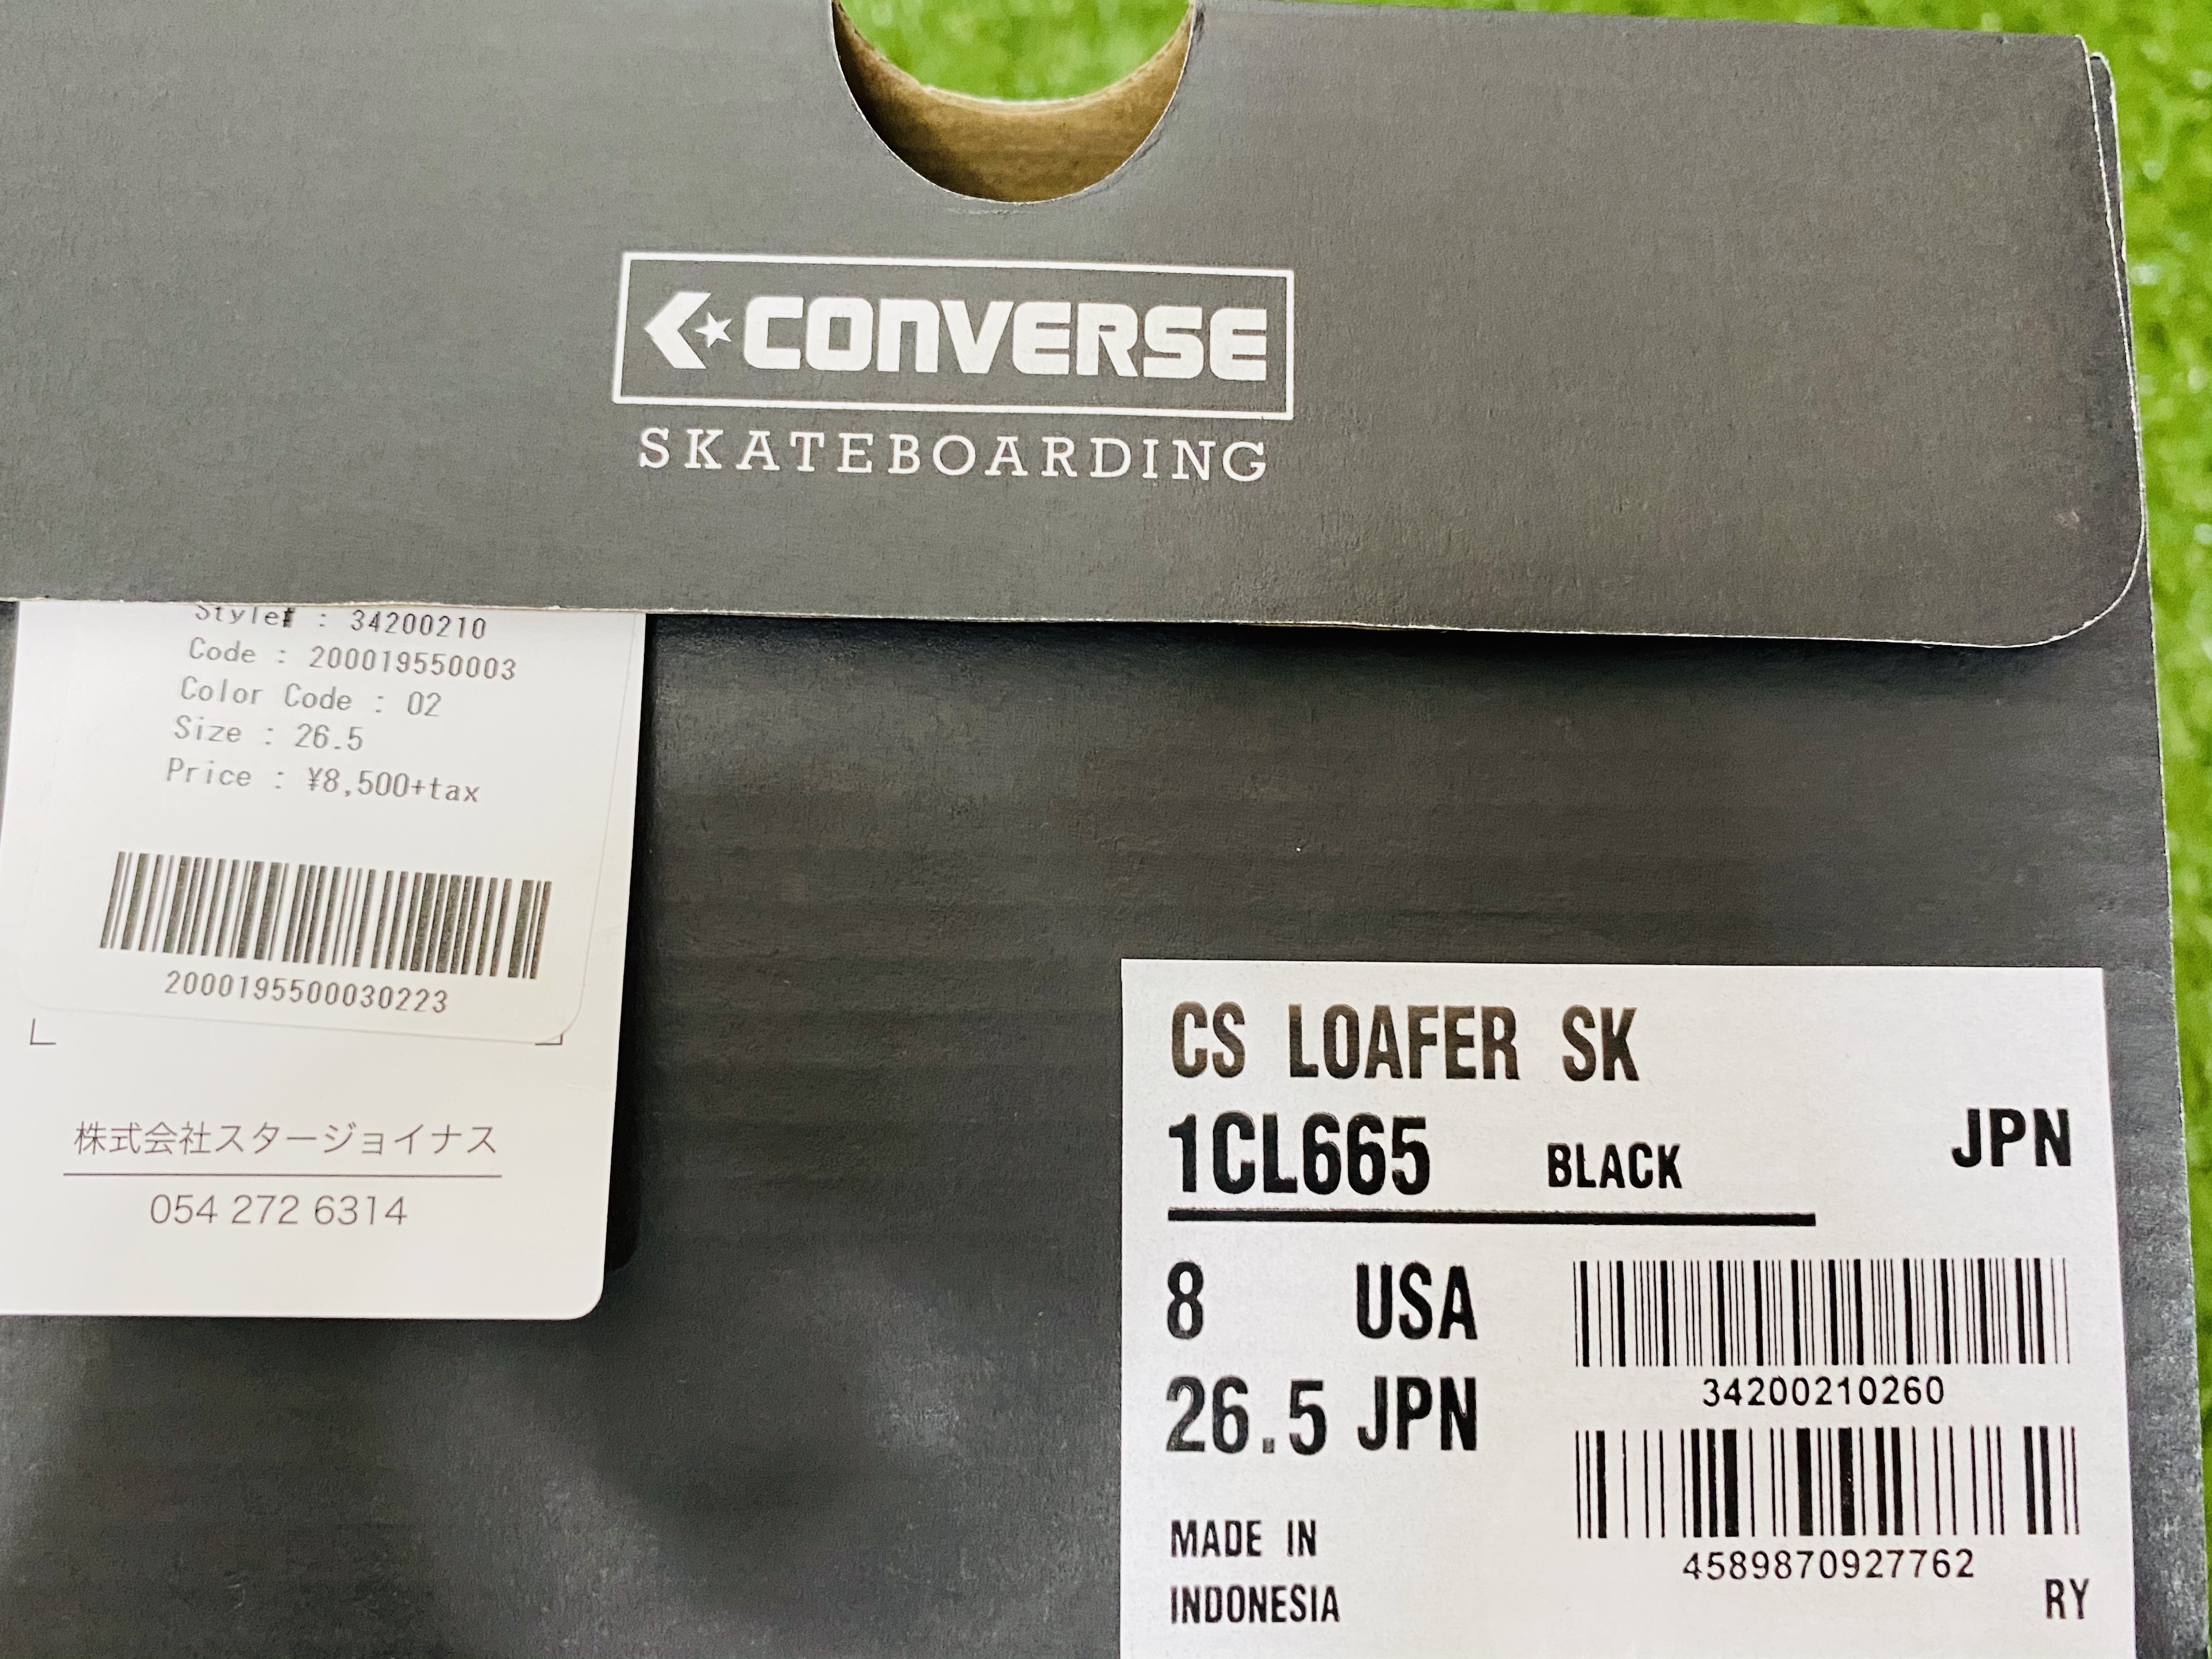 CONVERSE
SKATEBOARDING
Style# : 34200210
Code : 200019550003
Color Code : 02
Size : 26.5
Price : ¥8,500+tax
2000195500030223
株式会社スタージョイナス
054 272 6314
CS LOAFER SK
1CL665 BLACK JPN
8 USA
26.5 JPN
34200210260
4589870927762
MADE IN
INDONESIA
RY